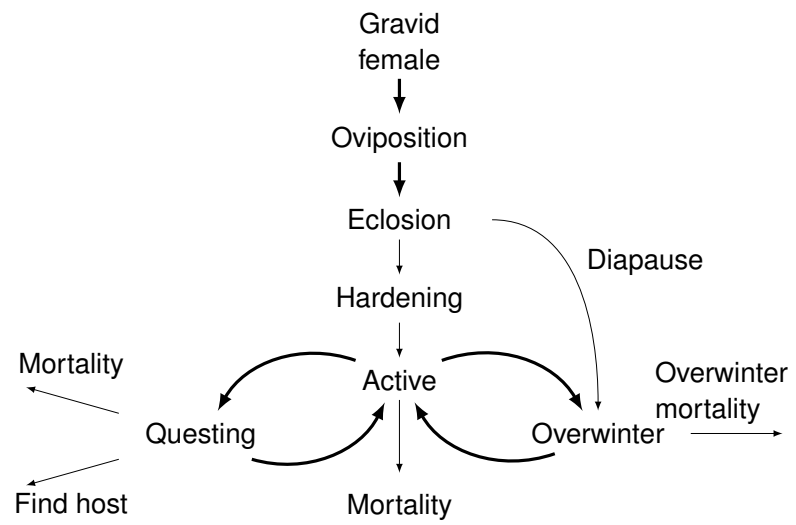 Gravid
female
Oviposition
Eclosion
Diapause
Hardening
Mortality
Active
Overwinter
mortality
Questing
Overwinter
Find host
Mortality